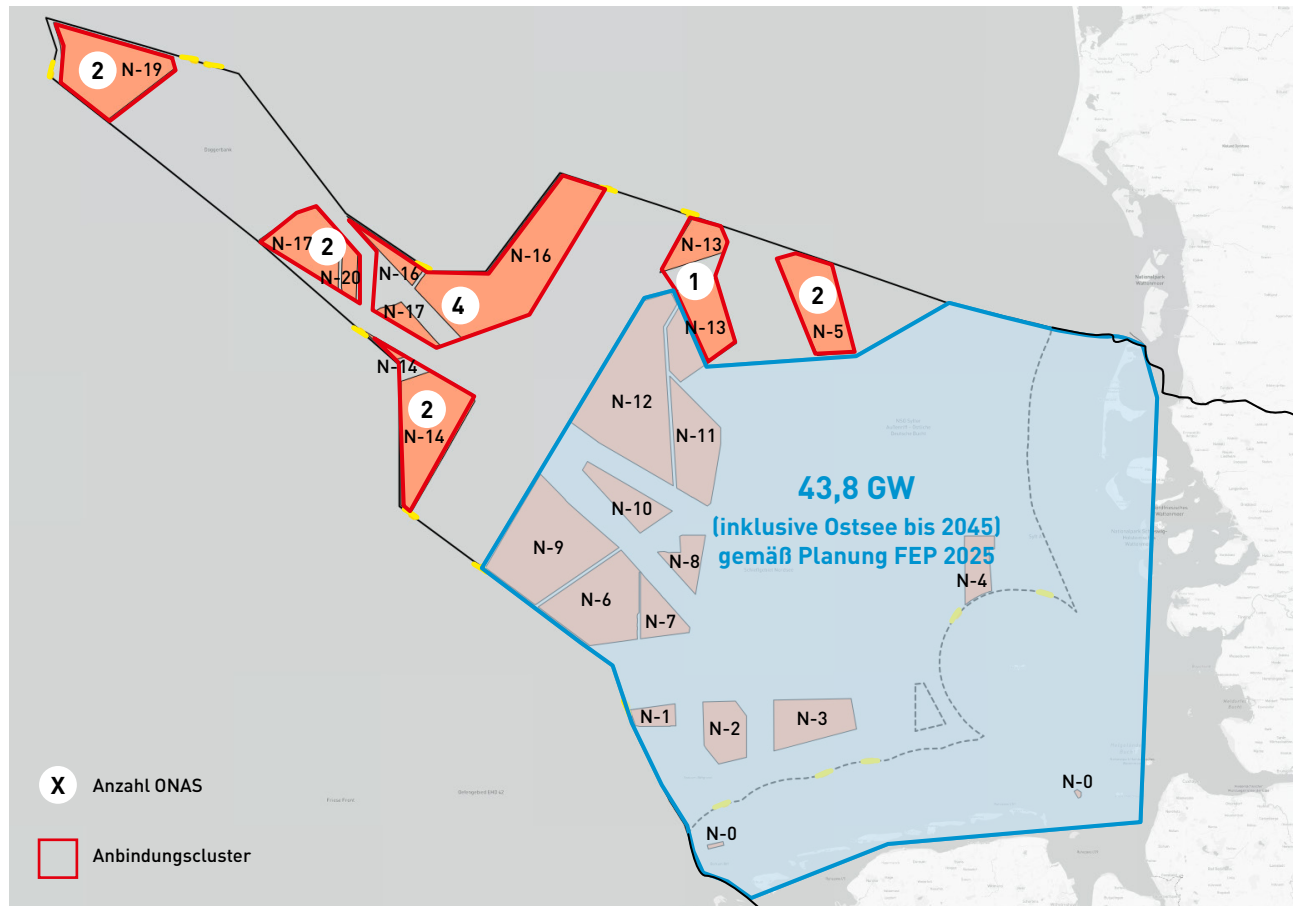 2
N-19
Doggerbank
N-17
2
N-20
N-16
N-16
4
N-17
N-13
1
N-13
2
N-5
N-14
2
N-14
N-12
N-11
N-10
N-9
N-8
N-6
N-7
43,8 GW
(inklusive Ostsee bis 2045)
gemäß Planung FEP 2025
N-4
N-1
N-2
N-3
N-0
N-0
X Anzahl ONAS
Anbindungscluster